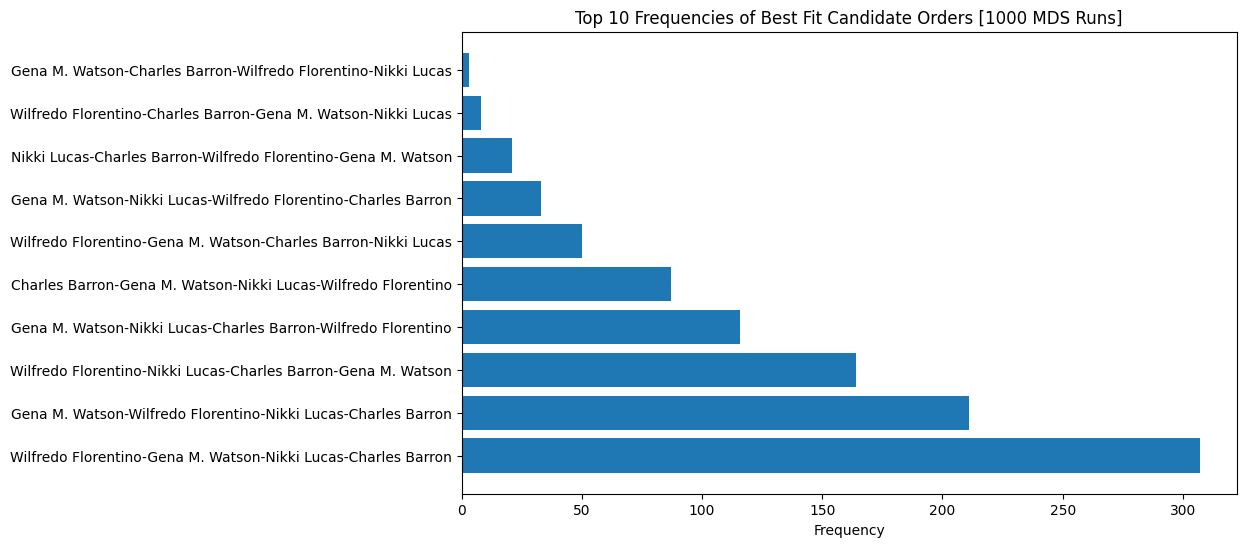 Top 10 Frequencies of Best Fit Candidate Orders [1000 MDS Runs]
Gena M. Watson-Charles Barron-Wilfredo Florentino-Nikki Lucas
Wilfredo Florentino-Charles Barron-Gena M. Watson-Nikki Lucas
Nikki Lucas-Charles Barron-Wilfredo Florentino-Gena M. Watson
Gena M. Watson-Nikki Lucas-Wilfredo Florentino-Charles Barron
Wilfredo Florentino-Gena M. Watson-Charles Barron-Nikki Lucas
Charles Barron-Gena M. Watson-Nikki Lucas-Wilfredo Florentino
Gena M. Watson-Nikki Lucas-Charles Barron-Wilfredo Florentino
Wilfredo Florentino-Nikki Lucas-Charles Barron-Gena M. Watson
Gena M. Watson-Wilfredo Florentino-Nikki Lucas-Charles Barron
Wilfredo Florentino-Gena M. Watson-Nikki Lucas-Charles Barron
0 50 100 150 200 250 300
Frequency